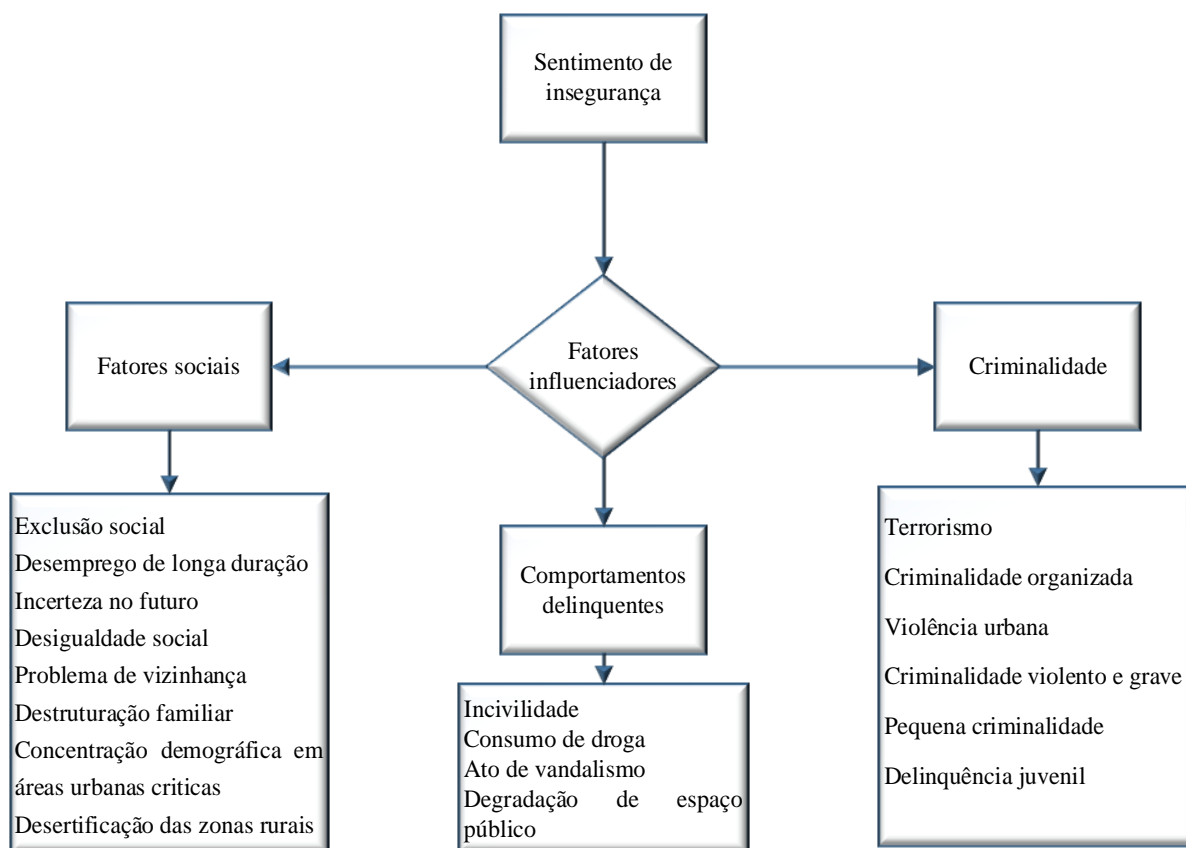 Sentimento de
insegurança
Fatores sociais
Fatores
influenciadores
Criminalidade
Exclusão social
Desemprego de longa duração
Incerteza no futuro
Desigualdade social
Problema de vizinhança
Destruturação familiar
Concentração demográfica em
áreas urbanas criticas
Desertificação das zonas rurais
Comportamentos
delinquentes
Incivilidade
Consumo de droga
Ato de vandalismo
Degradação de espaço
público
Terrorismo
Criminalidade organizada
Violência urbana
Criminalidade violento e grave
Pequena criminalidade
Delinquência juvenil